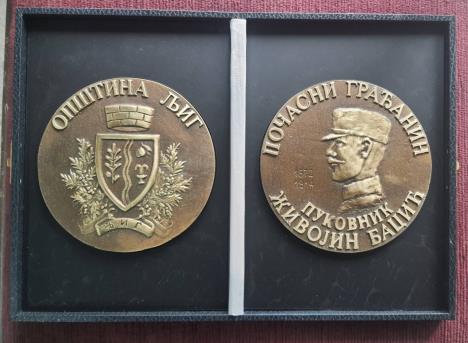 ОПШТИНА ЉИГ
ЉИГ
ПОЧАСНИ ГРАЂАНИН
1872
1914
ПУКОВНИК
ЖИВОЈИН БАЦИЋ